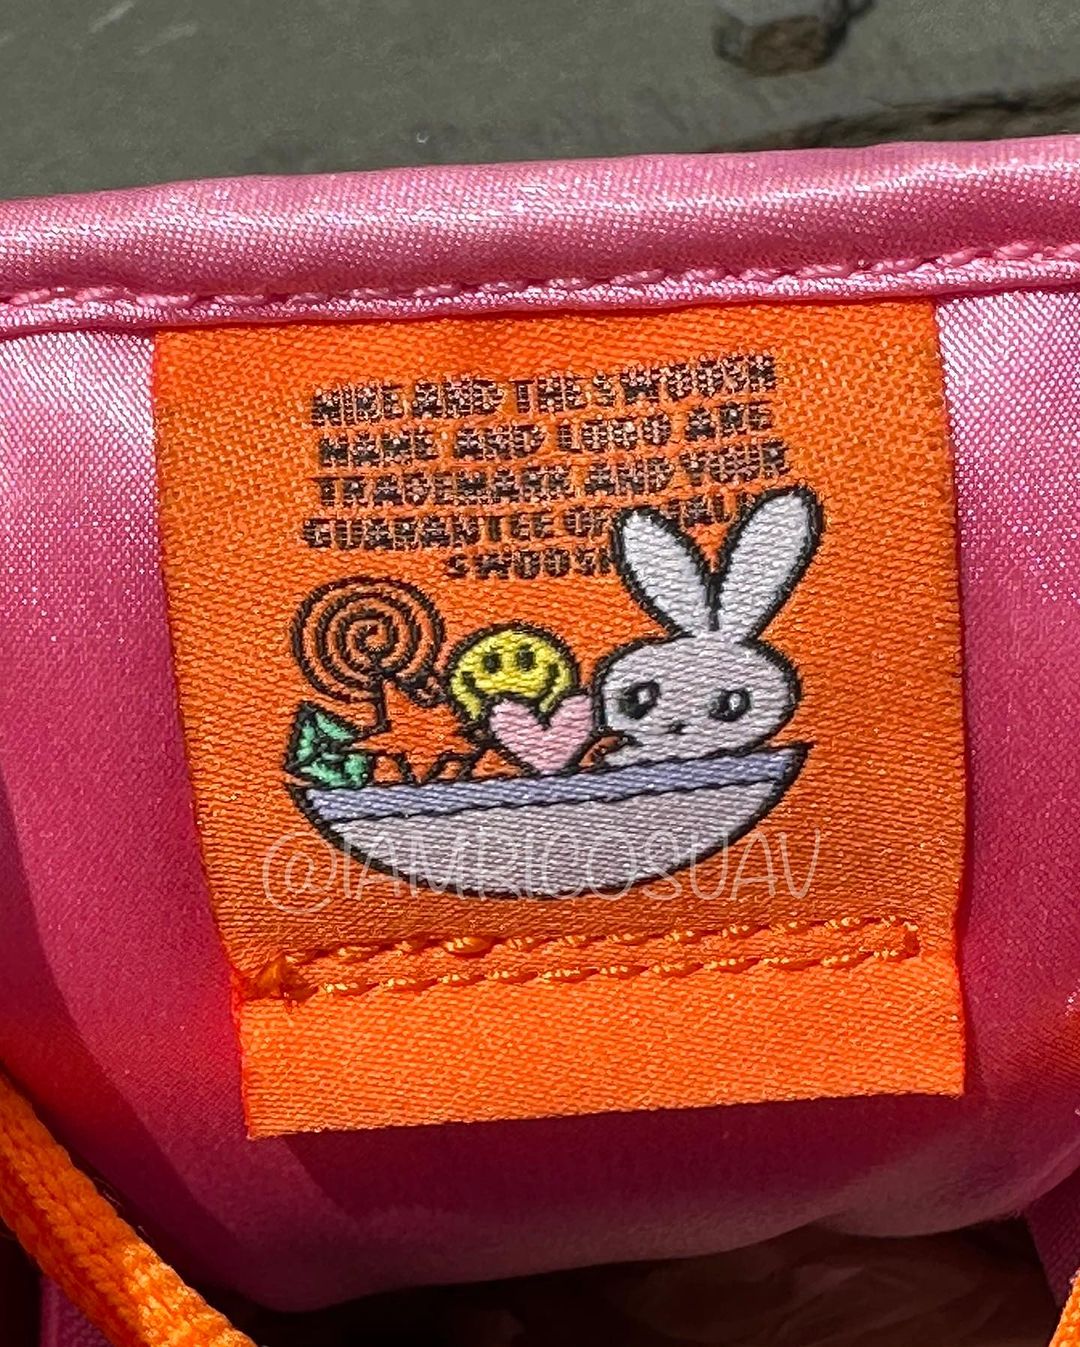 NIKE AND THE SWOOSH
NAME AND LOGO ARE
TRADEMARK AND YOUR
GUARANTEE OF
@IAMRICOSUAV